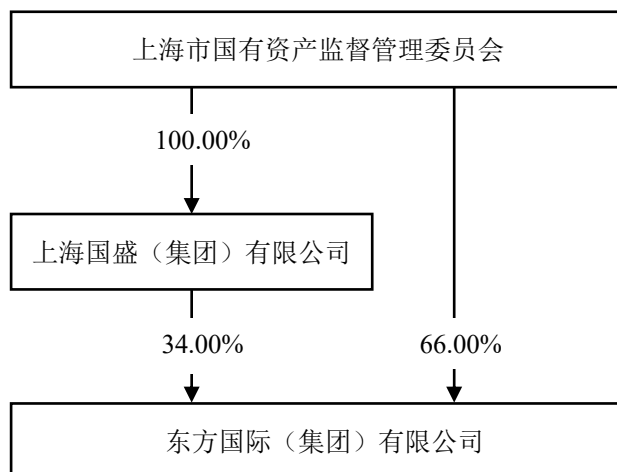 上海市国有资产监督管理委员会
100.00%
上海国盛（集团）有限公司
34.00%
66.00%
东方国际（集团）有限公司